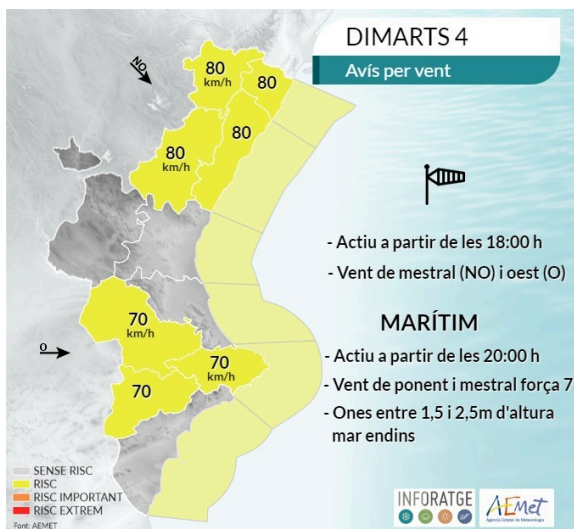 DIMARTS 4
Avís per vent
NO
80
km/h
80
80
80
km/h
- Actiu a partir de les 18:00 h
- Vent de mestral (NO) i oest (O)
MARÍTIM
- Actiu a partir de les 20:00 h
- Vent de ponent i mestral força 7
- Ones entre 1,5 i 2,5m d'altura
mar endins
70
km/h
O
70
km/h
70
SENSE RISC
RISC
RISC IMPORTANT
RISC EXTREM
Font: AEMET
INFORATGE
AEmet
Agencia Estatal de Meteorología